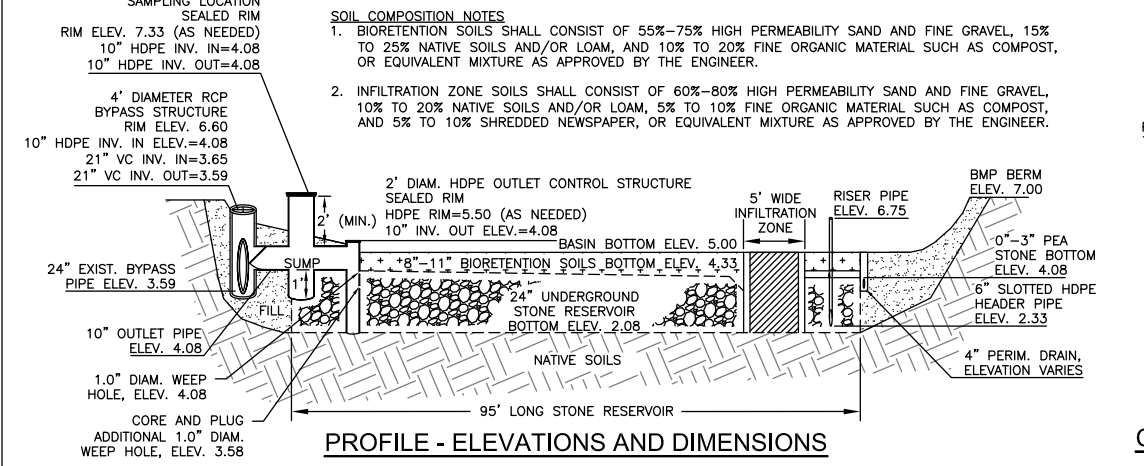 SAMPLING LOCATION
SEALED RIM
RIM ELEV. 7.33 (AS NEEDED)
10" HDPE INV. IN=4.08
10" HDPE INV. OUT=4.08
4' DIAMETER RCP
BYPASS STRUCTURE
RIM ELEV. 6.60
10" HDPE INV. IN ELEV.=4.08
21" VC INV. IN=3.65
21" VC INV. OUT=3.59
SOIL COMPOSITION NOTES
1. BIORETENTION SOILS SHALL CONSIST OF 55%-75% HIGH PERMEABILITY SAND AND FINE GRAVEL, 15%
TO 25% NATIVE SOILS AND/OR LOAM, AND 10% TO 20% FINE ORGANIC MATERIAL SUCH AS COMPOST,
OR EQUIVALENT MIXTURE AS APPROVED BY THE ENGINEER.
2. INFILTRATION ZONE SOILS SHALL CONSIST OF 60%-80% HIGH PERMEABILITY SAND AND FINE GRAVEL,
10% TO 20% NATIVE SOILS AND/OR LOAM, 5% TO 10% FINE ORGANIC MATERIAL SUCH AS COMPOST,
AND 5% TO 10% SHREDDED NEWSPAPER, OR EQUIVALENT MIXTURE AS APPROVED BY THE ENGINEER.
2' (MIN.)
2' DIAM. HDPE OUTLET CONTROL STRUCTURE
SEALED RIM
HDPE RIM=5.50 (AS NEEDED)
10" INV. OUT ELEV.=4.08
BASIN BOTTOM ELEV. 5.00
5' WIDE
INFILTRATION
ZONE
RISER PIPE
ELEV. 6.75
BMP BERM
ELEV. 7.00
0"-3" PEA
STONE BOTTOM
ELEV. 4.08
6" SLOTTED HDPE
HEADER PIPE
ELEV. 2.33
4" PERIM. DRAIN,
ELEVATION VARIES
24" EXIST. BYPASS
PIPE ELEV. 3.59
SUMP
1'
FILL
8"-11" BIORETENTION SOILS BOTTOM ELEV. 4.33
24" UNDERGROUND
STONE RESERVOIR
BOTTOM ELEV. 2.08
NATIVE SOILS
10" OUTLET PIPE
ELEV. 4.08
1.0" DIAM. WEEP
HOLE, ELEV. 4.08
CORE AND PLUG
ADDITIONAL 1.0" DIAM.
WEEP HOLE, ELEV. 3.58
95' LONG STONE RESERVOIR
PROFILE - ELEVATIONS AND DIMENSIONS